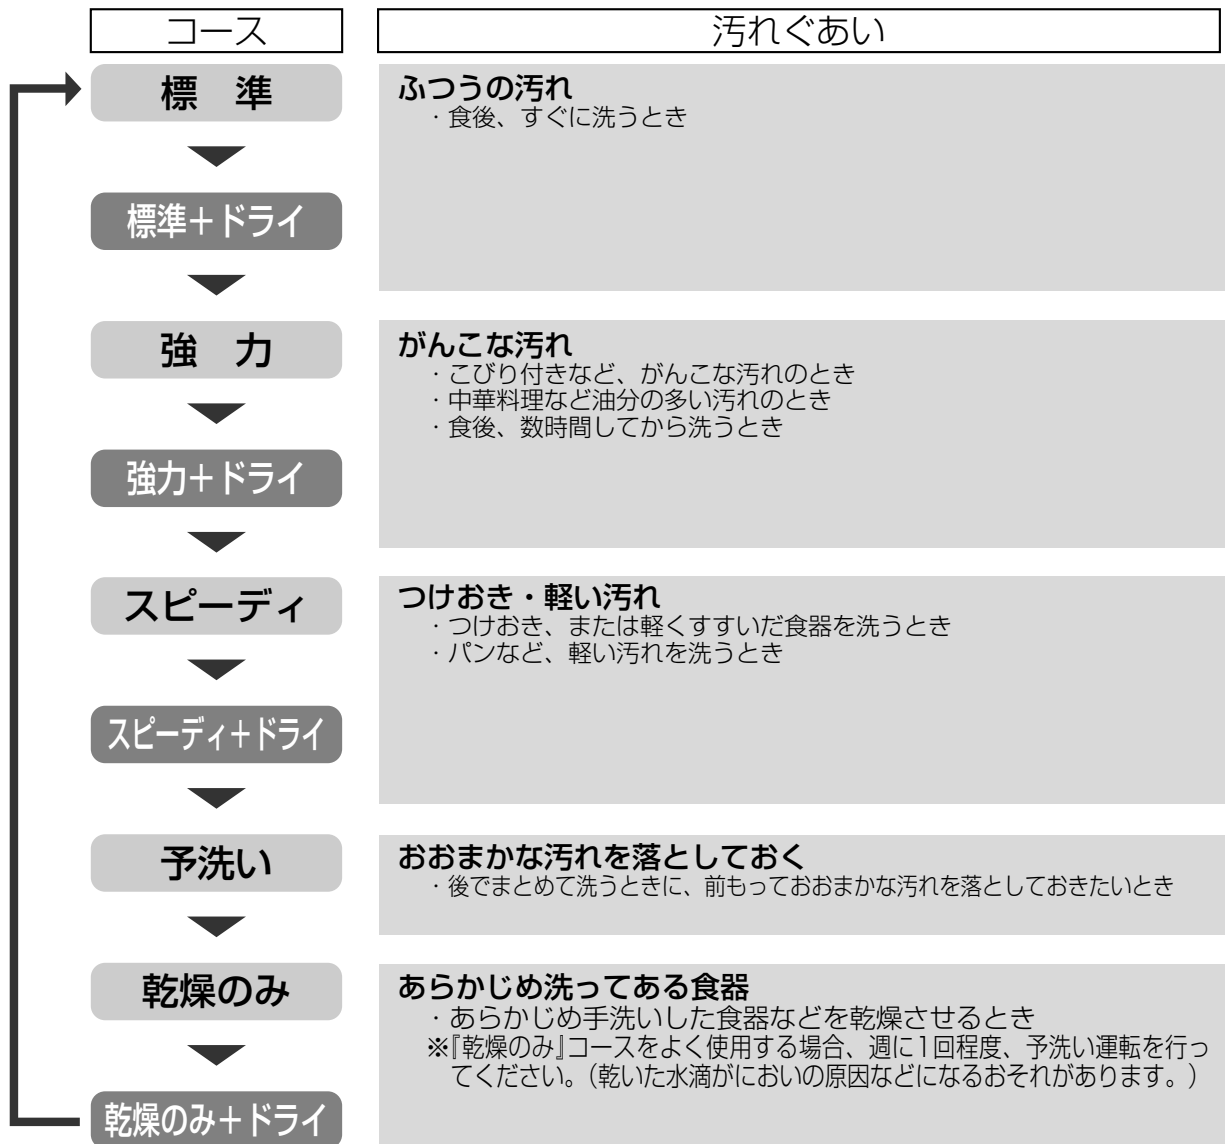 コース
汚れぐあい
標 準
ふつうの汚れ
・食後、すぐに洗うとき
標準＋ドライ
強 力
がんこな汚れ
・こびり付きなど、がんこな汚れのとき
・中華料理など油分の多い汚れのとき
・食後、数時間してから洗うとき
強力＋ドライ
スピーディ
つけおき・軽い汚れ
・つけおき、または軽くすすいだ食器を洗うとき
・パンなど、軽い汚れを洗うとき
スピーディ＋ドライ
予洗い
おおまかな汚れを落としておく
・後でまとめて洗うときに、前もっておおまかな汚れを落としておきたいとき
乾燥のみ
あらかじめ洗ってある食器
・あらかじめ手洗いした食器などを乾燥させるとき
※『乾燥のみ』コースをよく使用する場合、週に1回程度、予洗い運転を行っ
てください。（乾いた水滴がにおいの原因などになるおそれがあります。）
乾燥のみ＋ドライ